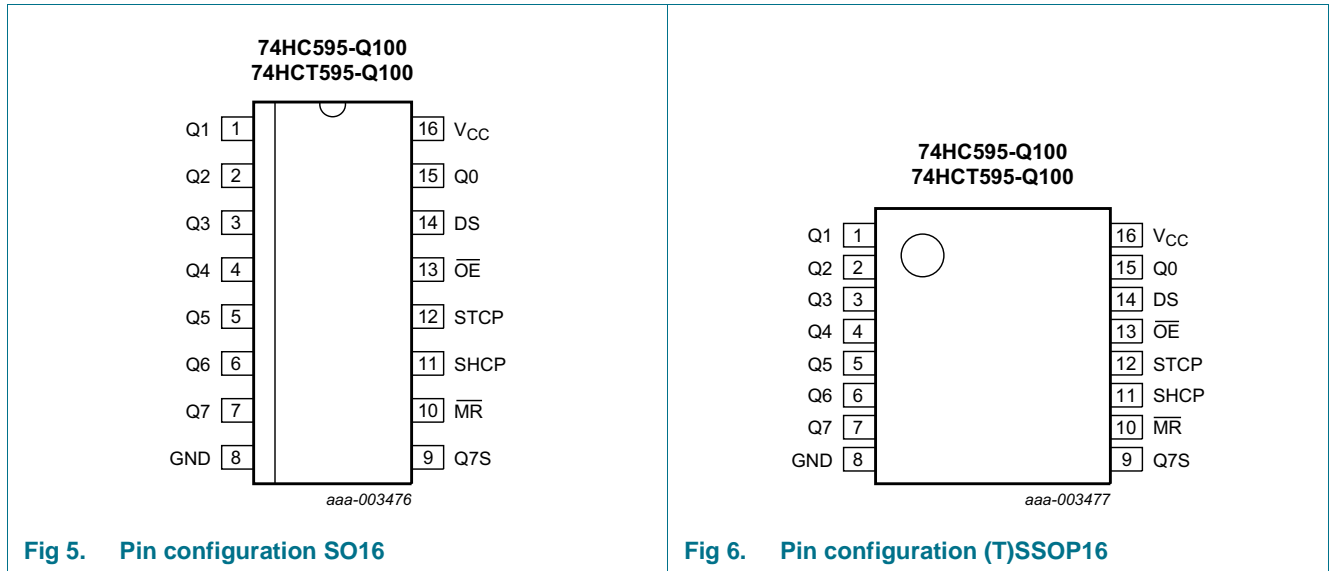 74HC595-Q100
74HCT595-Q100
Q1 1 16 VCC
Q2 2 15 Q0
Q3 3 14 DS
Q4 4 13 O̅E̅
Q5 5 12 STCP
Q6 6 11 SHCP
Q7 7 10 M̅R̅
GND 8 9 Q7S
aaa-003476
Fig 5. Pin configuration SO16
74HC595-Q100
74HCT595-Q100
Q1 1 16 VCC
Q2 2 15 Q0
Q3 3 14 DS
Q4 4 13 O̅E̅
Q5 5 12 STCP
Q6 6 11 SHCP
Q7 7 10 M̅R̅
GND 8 9 Q7S
aaa-003477
Fig 6. Pin configuration (T)SSOP16